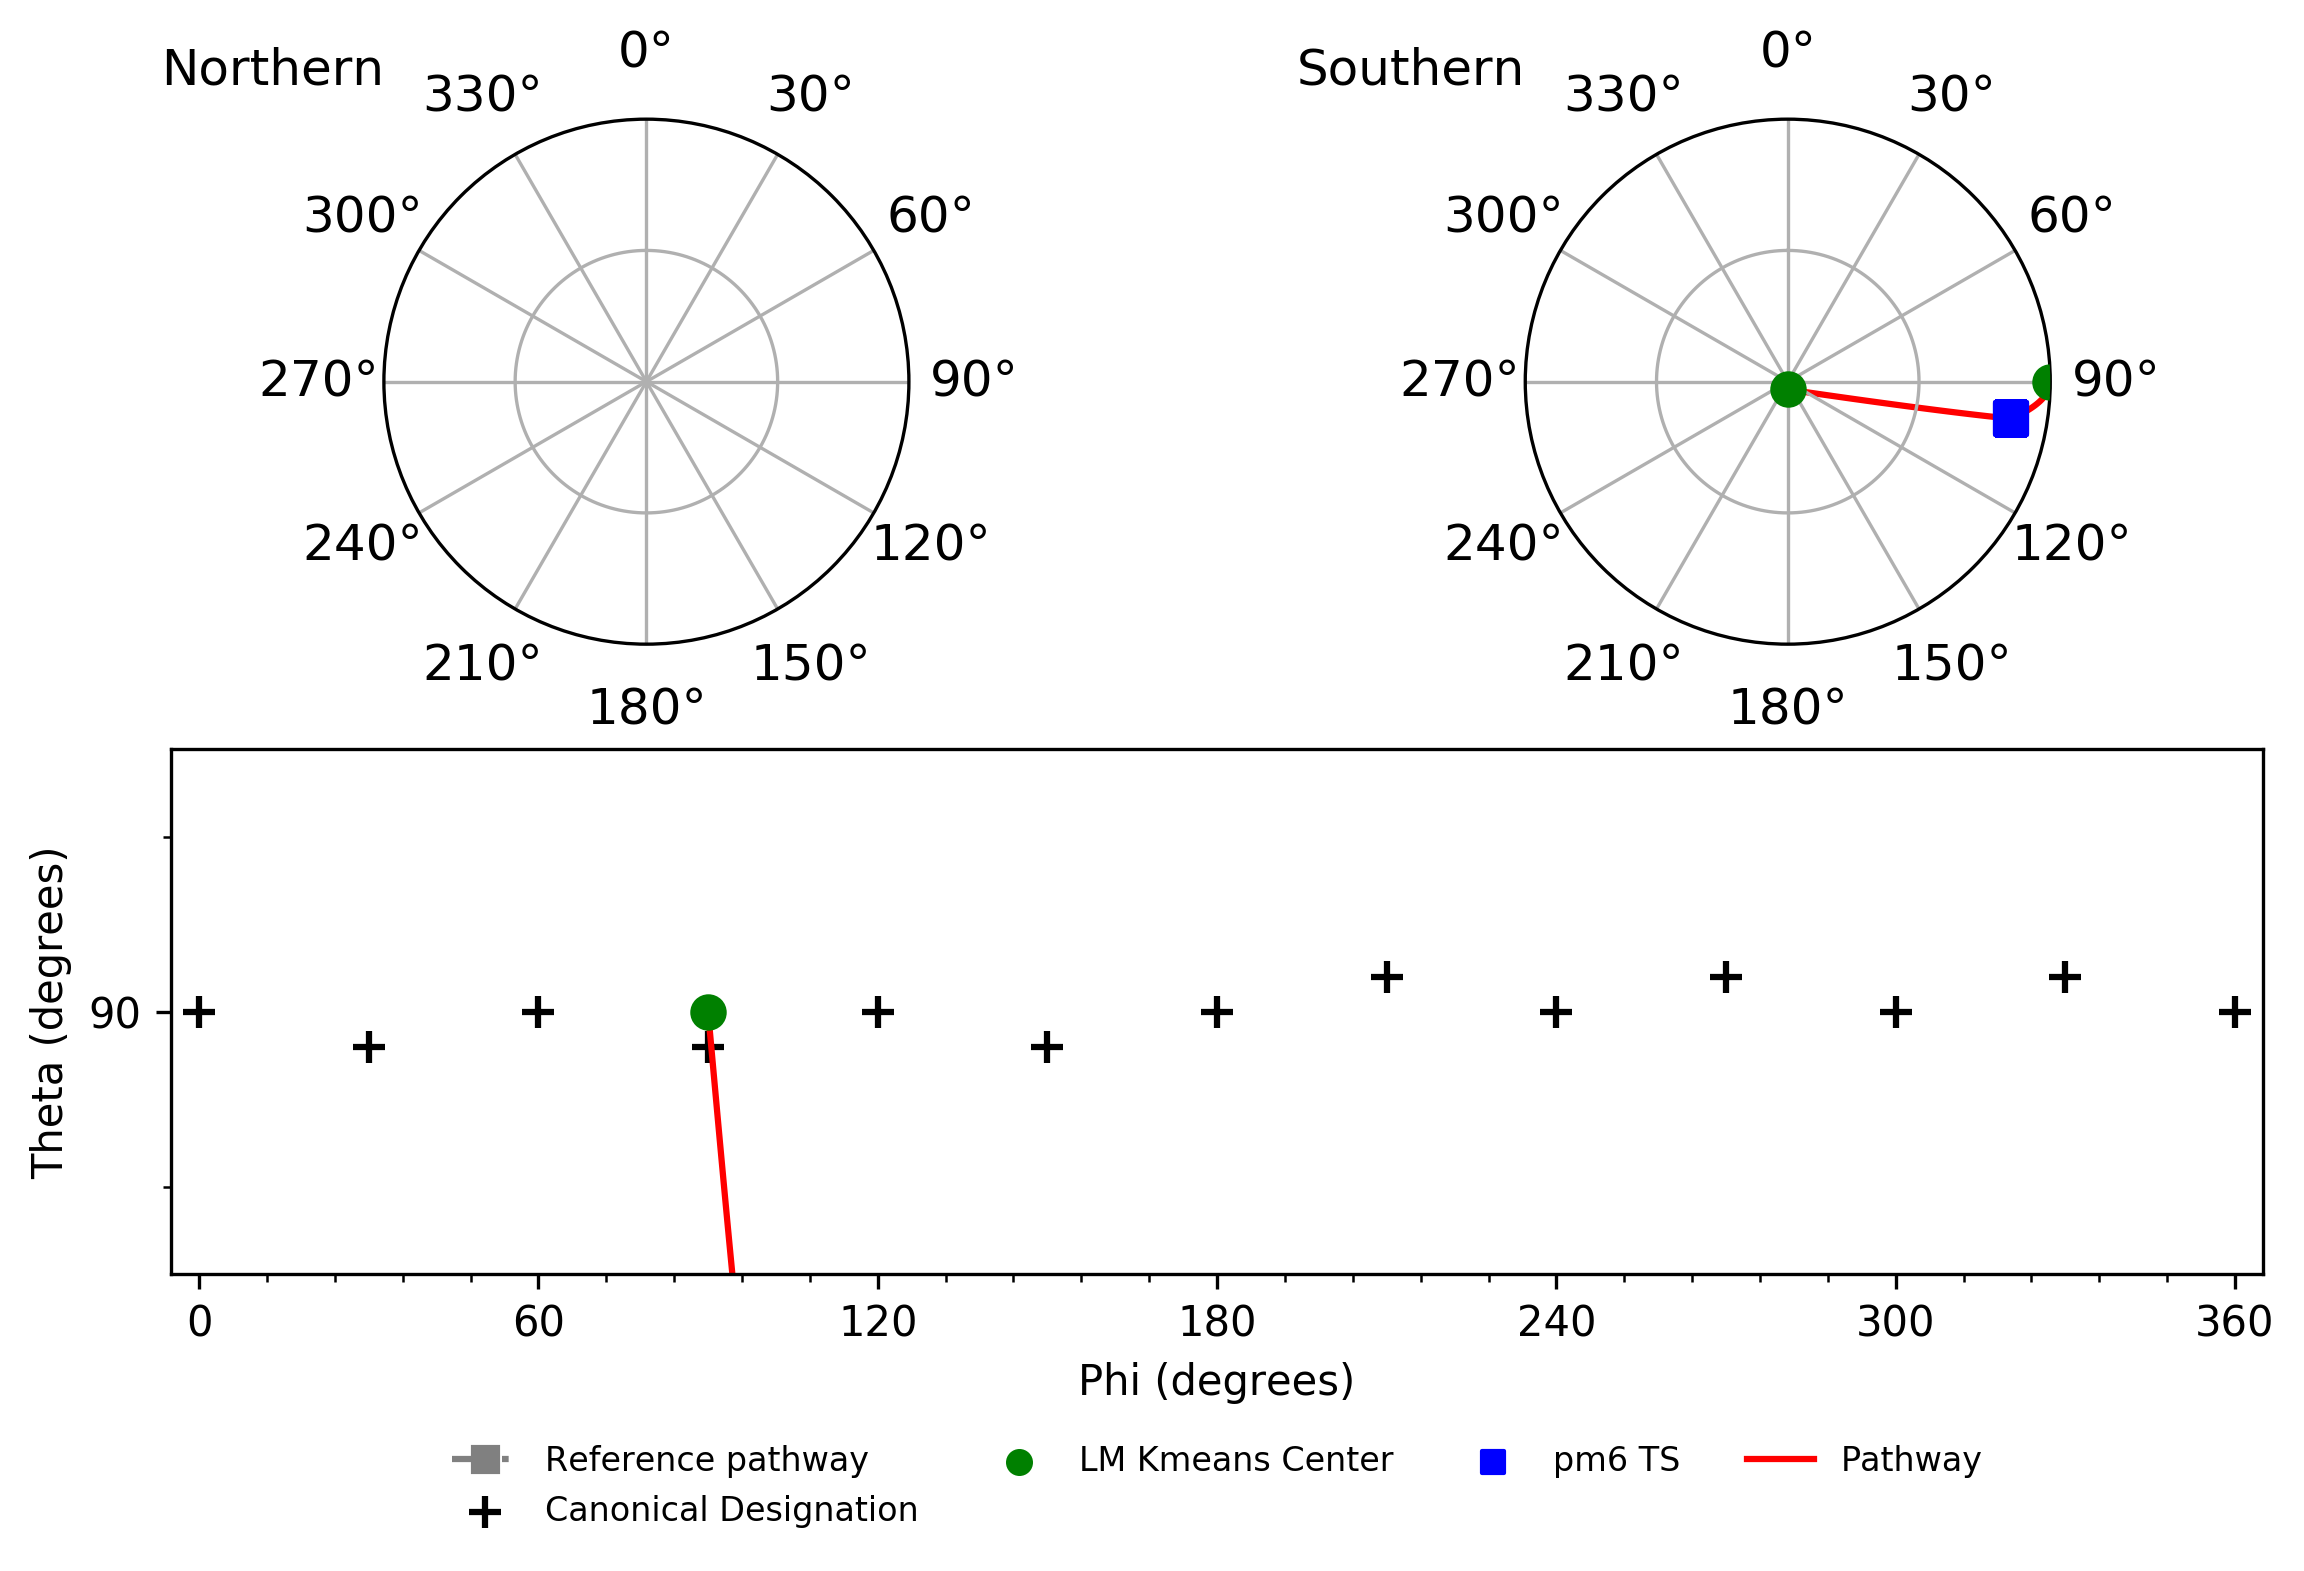 Northern
0°
330°
30°
300°
60°
270°
90°
240°
120°
210°
150°
180°
Southern
0°
330°
30°
300°
60°
270°
90°
240°
120°
210°
150°
180°
Theta (degrees)
90
0 60 120 180 240 300 360
Phi (degrees)
Reference pathway
Canonical Designation
LM Kmeans Center
pm6 TS
Pathway